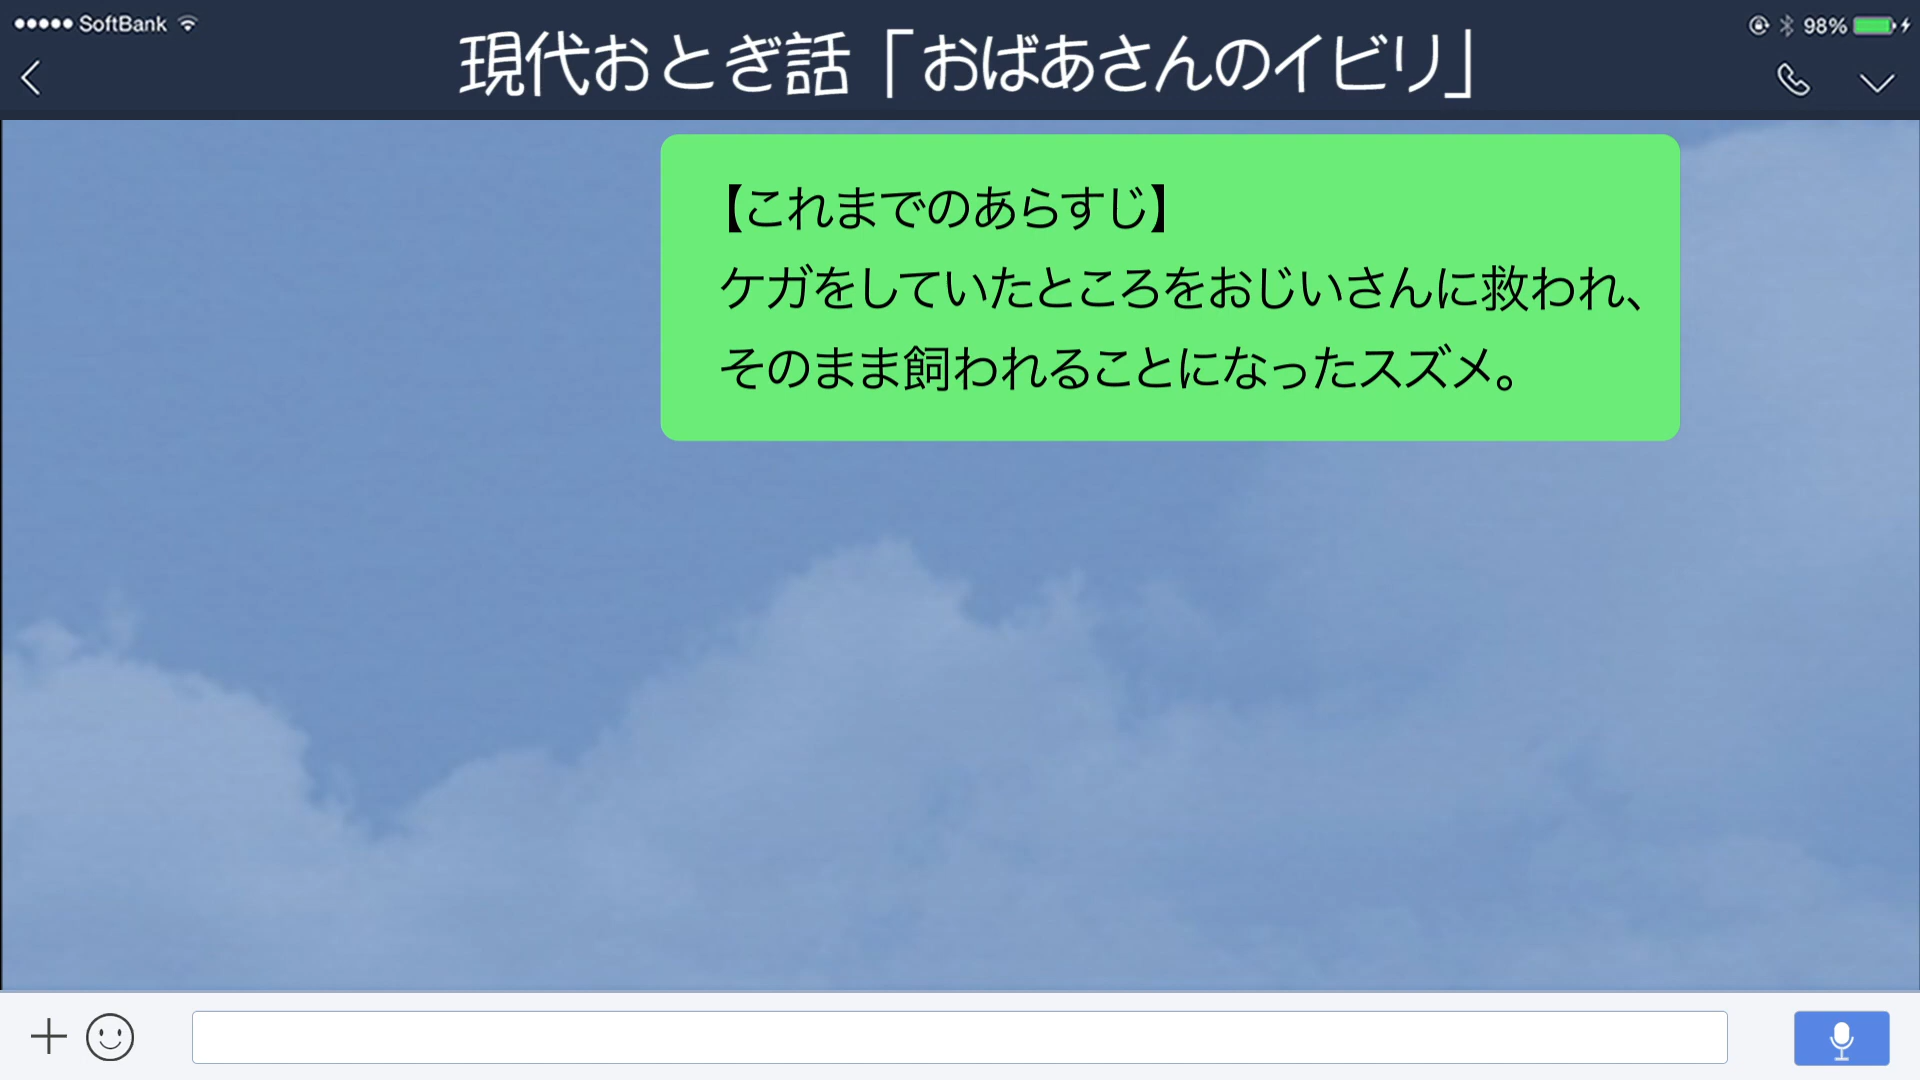 SoftBank
98%
現代おとぎ話「おばあさんのイビリ」
【これまでのあらすじ】
ケガをしていたところをおじいさんに救われ、
そのまま飼われることになったスズメ。